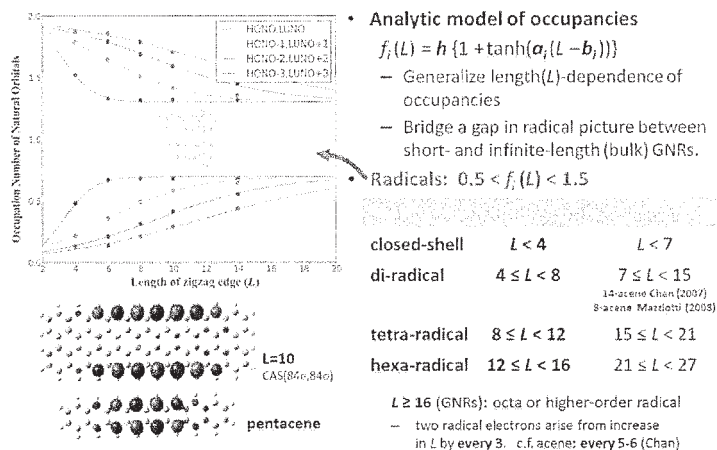 Occupation Number of Natural Orbitals
2.0
1.5
1.0
0.5
0.0
2 4 6 8 10 12 14 16 18 20
Length of zigzag edge (L)
HONO,LUNO
HONO-1,LUNO+1
HONO-2,LUNO+2
HONO-3,LUNO+3
L=10
CAS(84e,84o)
pentacene
• Analytic model of occupancies
fᵢ(L) = h {1 + tanh(aᵢ(L − bᵢ))}
— Generalize length(L)-dependence of
occupancies
— Bridge a gap in radical picture between
short- and infinite-length (bulk) GNRs.
• Radicals: 0.5 < fᵢ(L) < 1.5
closed-shell L < 4 L < 7
di-radical 4 ≤ L < 8 7 ≤ L < 15
14-acene Chan (2007)
8-acene Mazziotti (2008)
tetra-radical 8 ≤ L < 12 15 ≤ L < 21
hexa-radical 12 ≤ L < 16 21 ≤ L < 27
L ≥ 16 (GNRs): octa or higher-order radical
— two radical electrons arise from increase
in L by every 3. c.f. acene: every 5-6 (Chan)